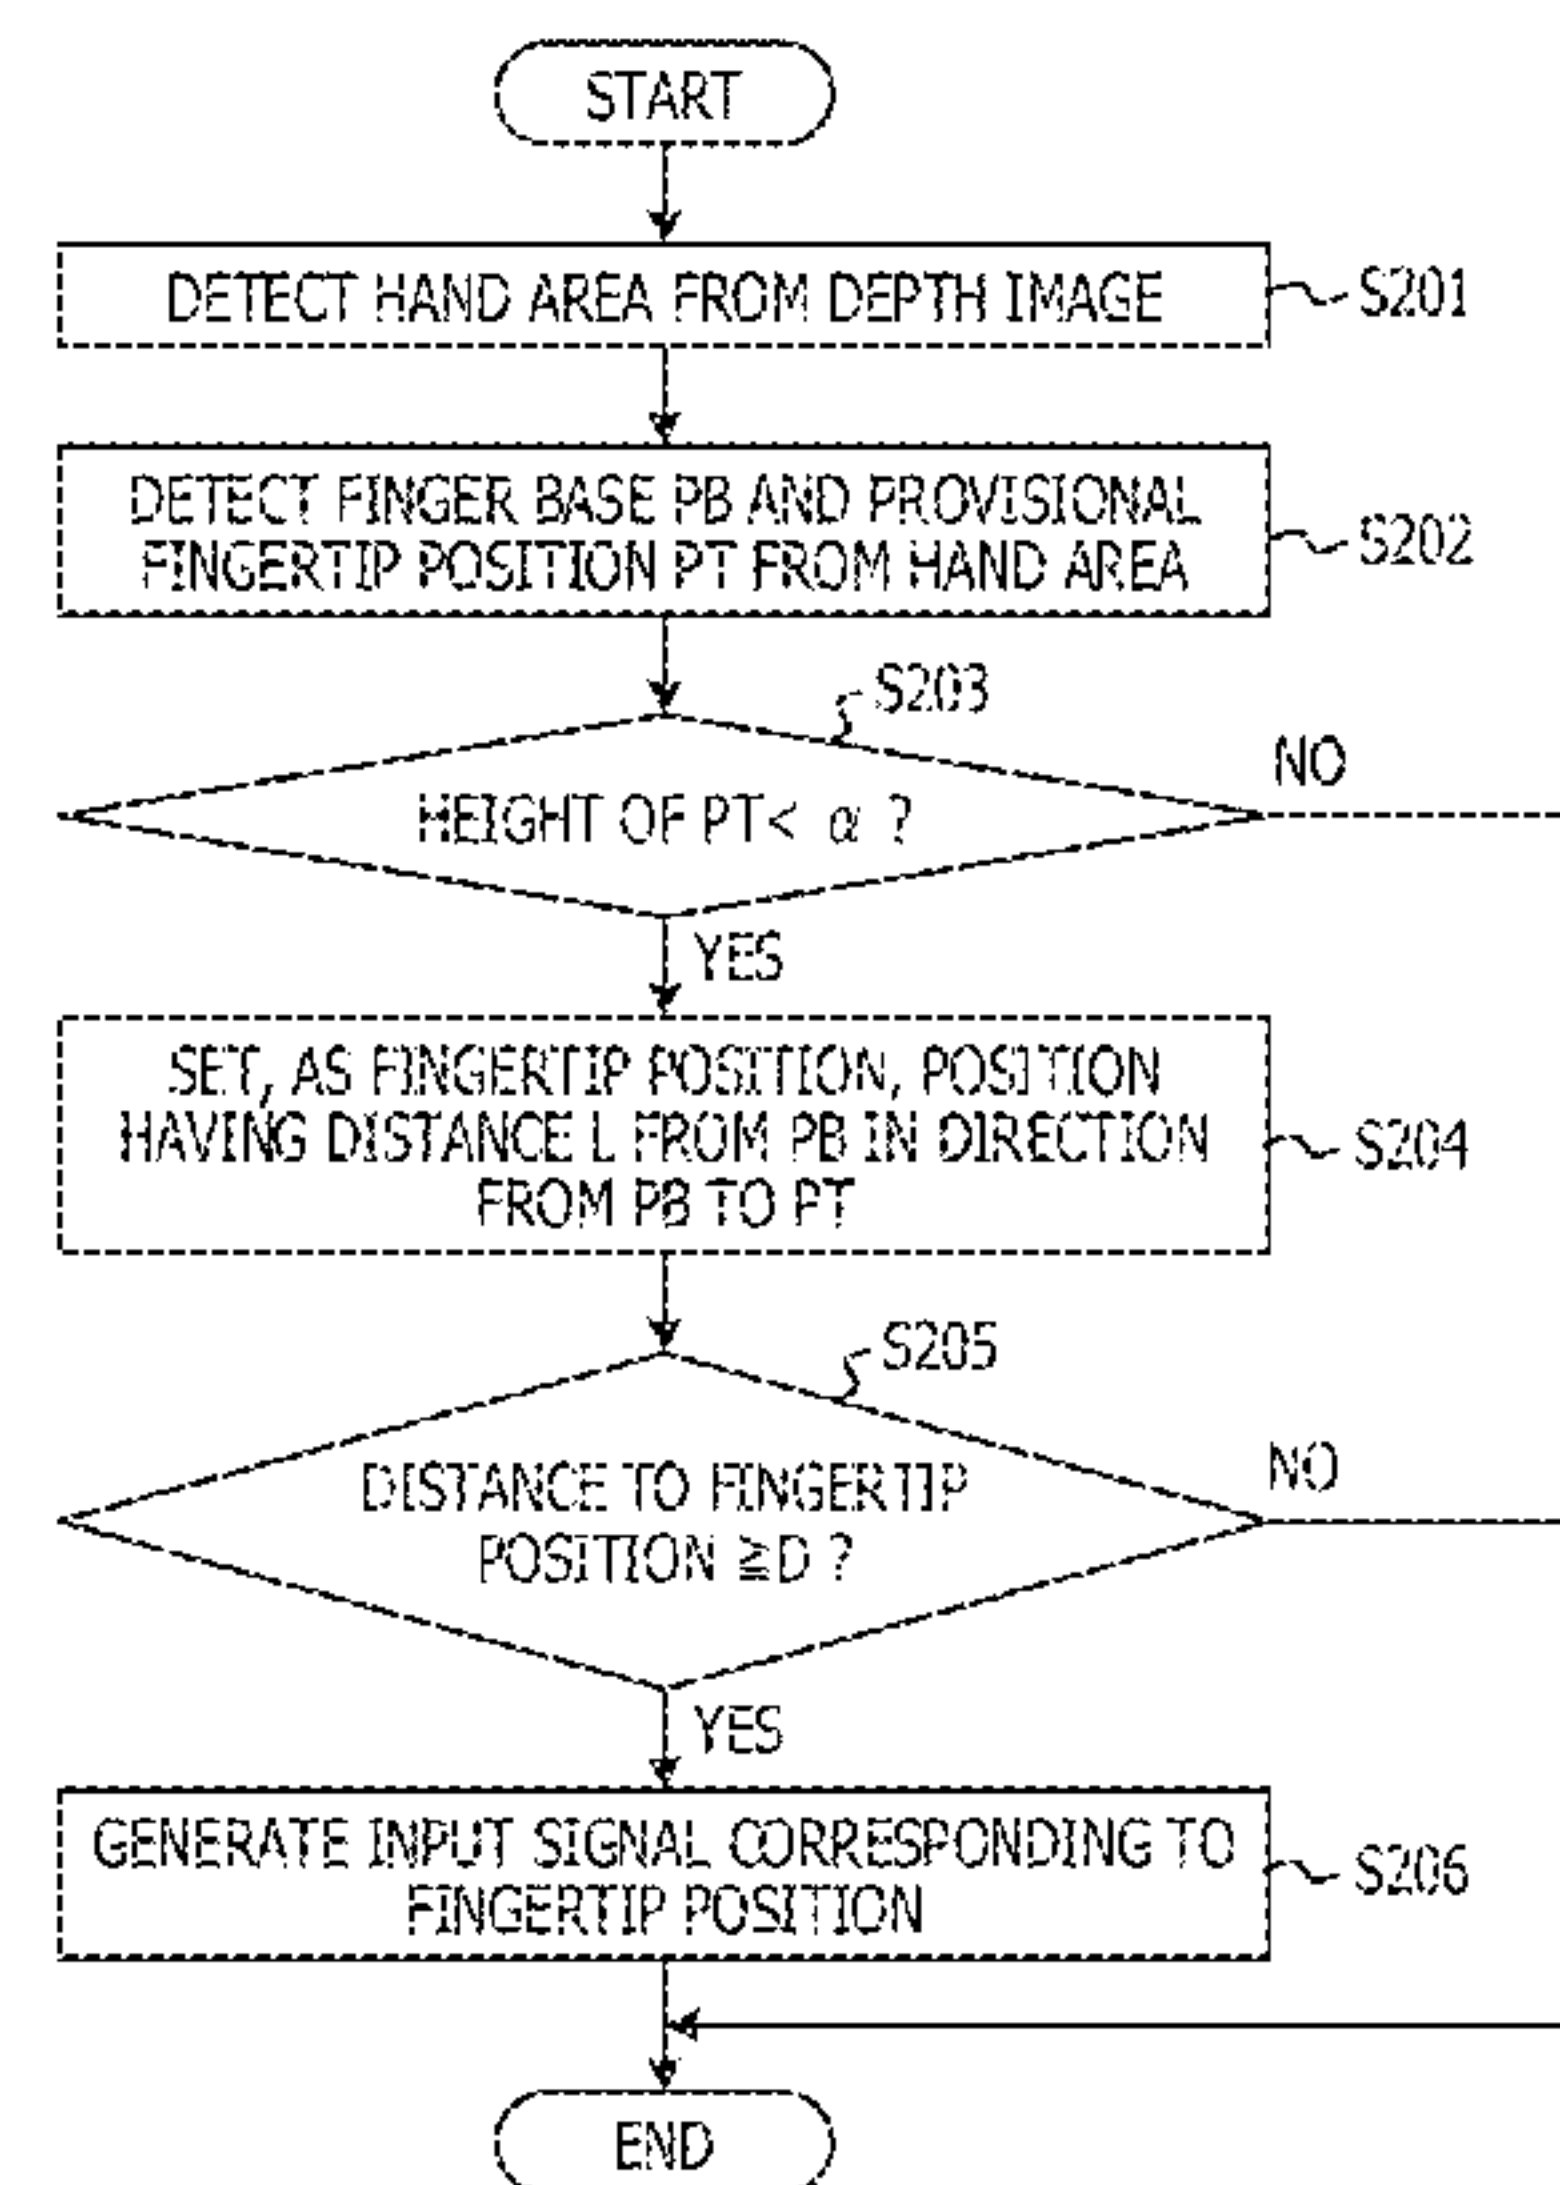 START
DETECT HAND AREA FROM DEPTH IMAGE
S201
DETECT FINGER BASE PB AND PROVISIONAL
FINGERTIP POSITION PT FROM HAND AREA
S202
S203
HEIGHT OF PT< α ?
NO
YES
SET, AS FINGERTIP POSITION, POSITION
HAVING DISTANCE L FROM PB IN DIRECTION
FROM PB TO PT
S204
S205
DISTANCE TO FINGERTIP
POSITION ≧D ?
NO
YES
GENERATE INPUT SIGNAL CORRESPONDING TO
FINGERTIP POSITION
S206
END